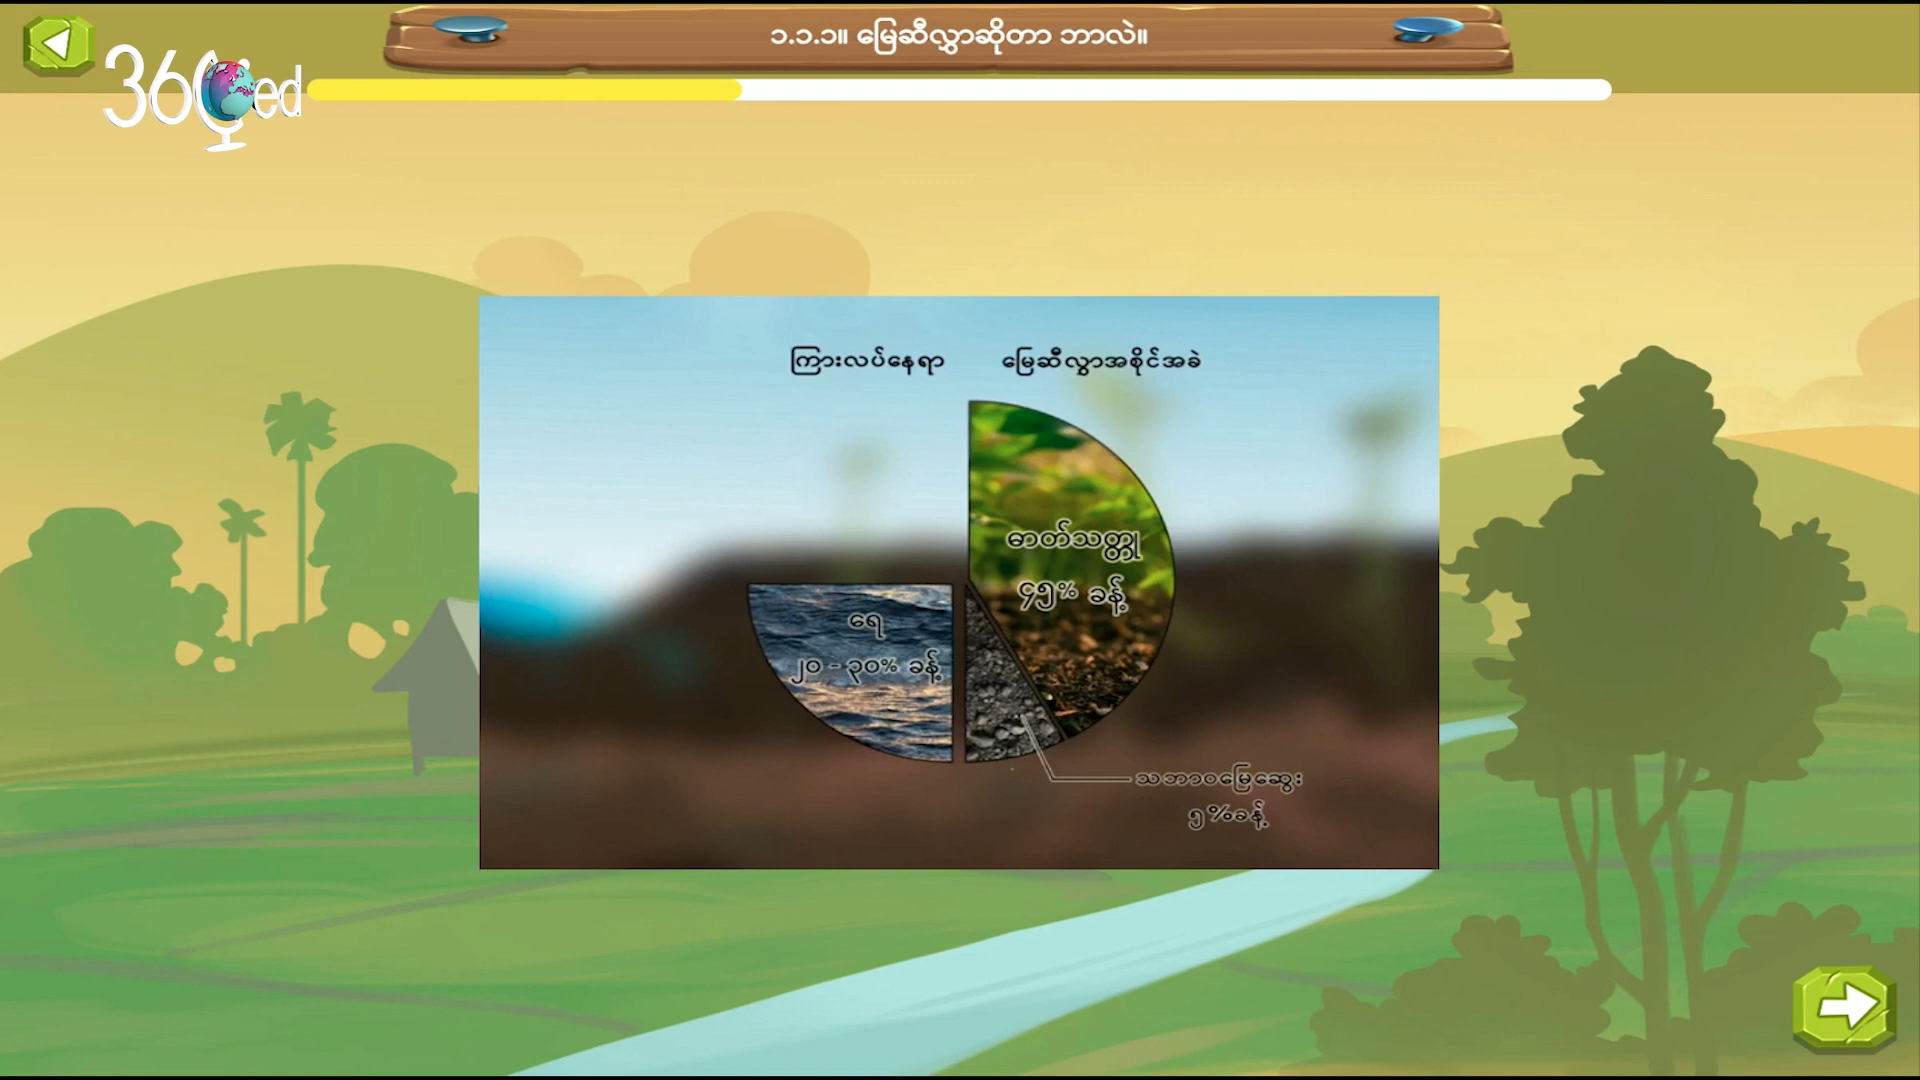 ၁.၁.၁။ မြေဆီလွှာဆိုတာ ဘာလဲ။
360ed
ကြားလပ်နေရာ
မြေဆီလွှာအစိုင်အခဲ
ဓာတ်သတ္တု
၄၅% ခန့်
ရေ
၂၀ - ၃၀% ခန့်
သဘာဝမြေဆွေး
၅%ခန့်